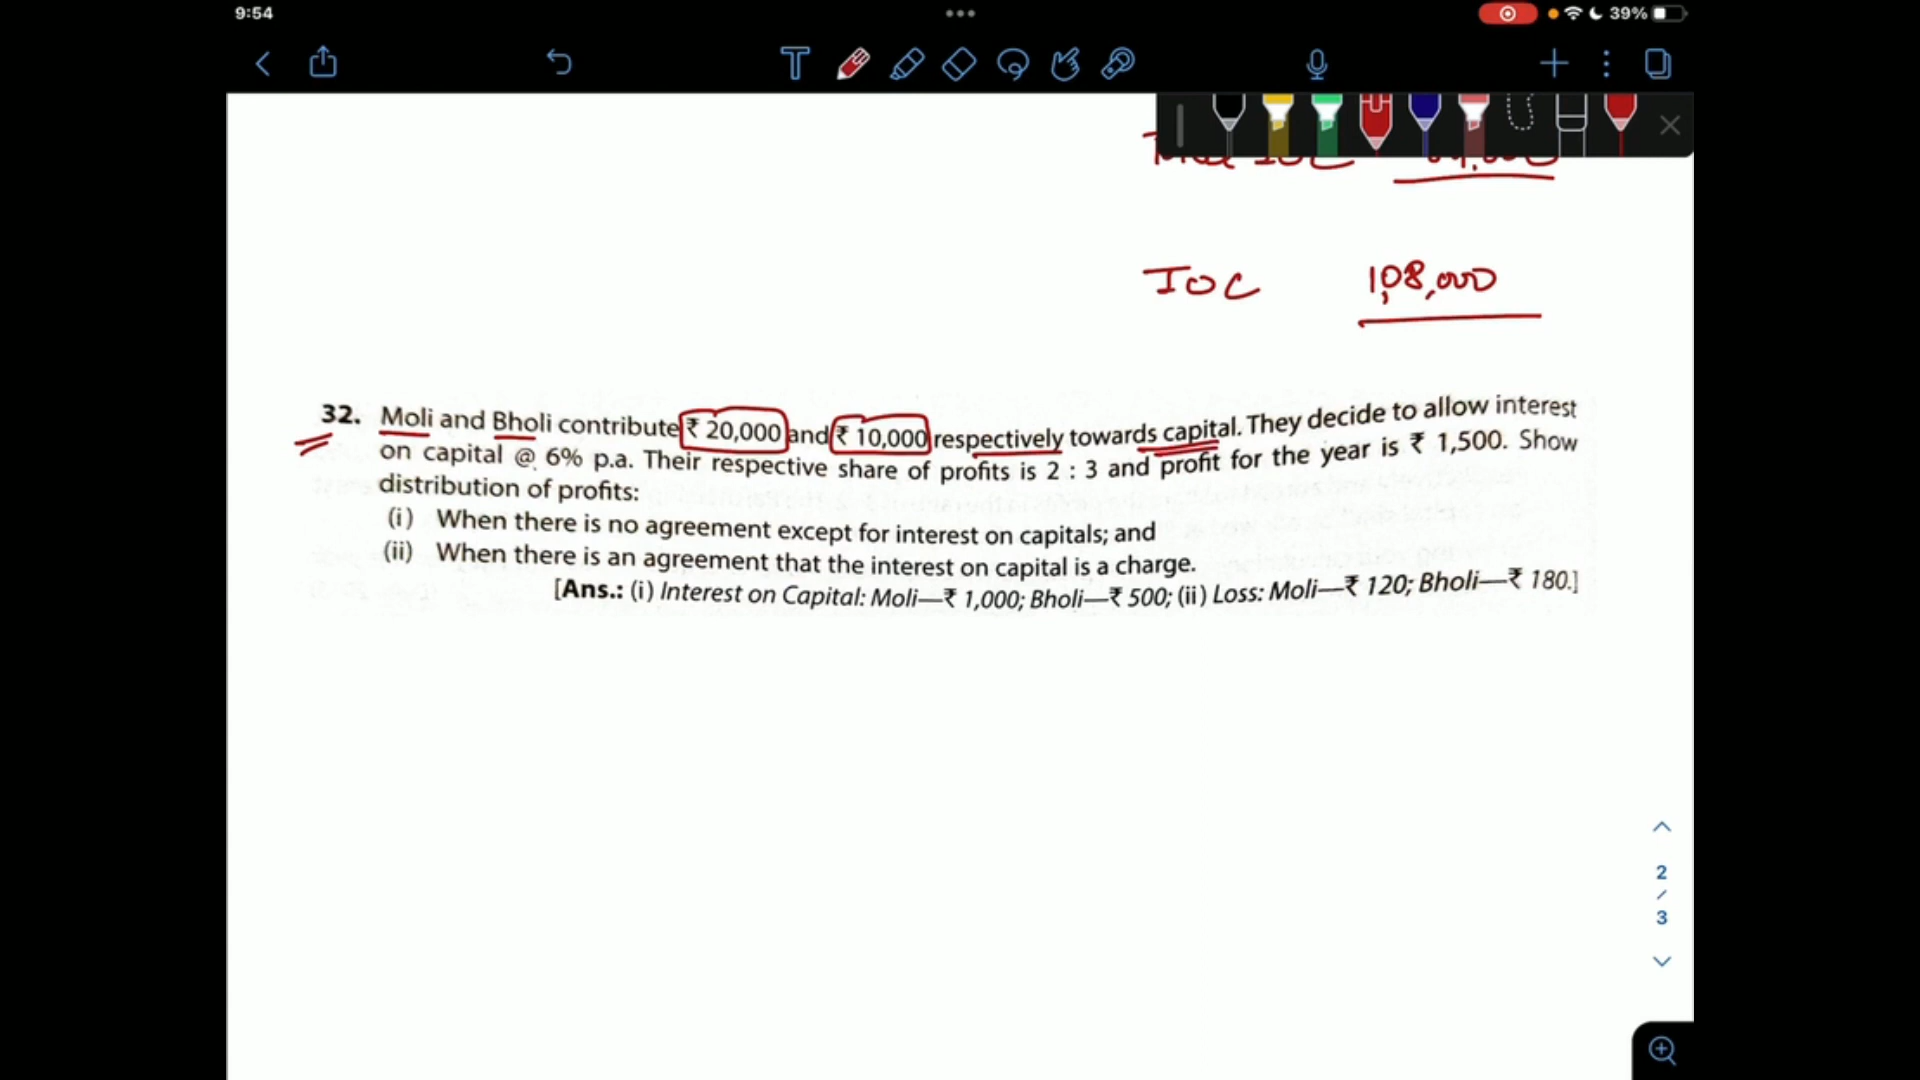 9:54
39%
IOC 1,08,000
32. Moli and Bholi contribute ₹ 20,000 and ₹ 10,000 respectively towards capital. They decide to allow interest
on capital @ 6% p.a. Their respective share of profits is 2 : 3 and profit for the year is ₹ 1,500. Show
distribution of profits:
(i) When there is no agreement except for interest on capitals; and
(ii) When there is an agreement that the interest on capital is a charge.
[Ans.: (i) Interest on Capital: Moli—₹ 1,000; Bholi—₹ 500; (ii) Loss: Moli—₹ 120; Bholi—₹ 180.]
2
/
3